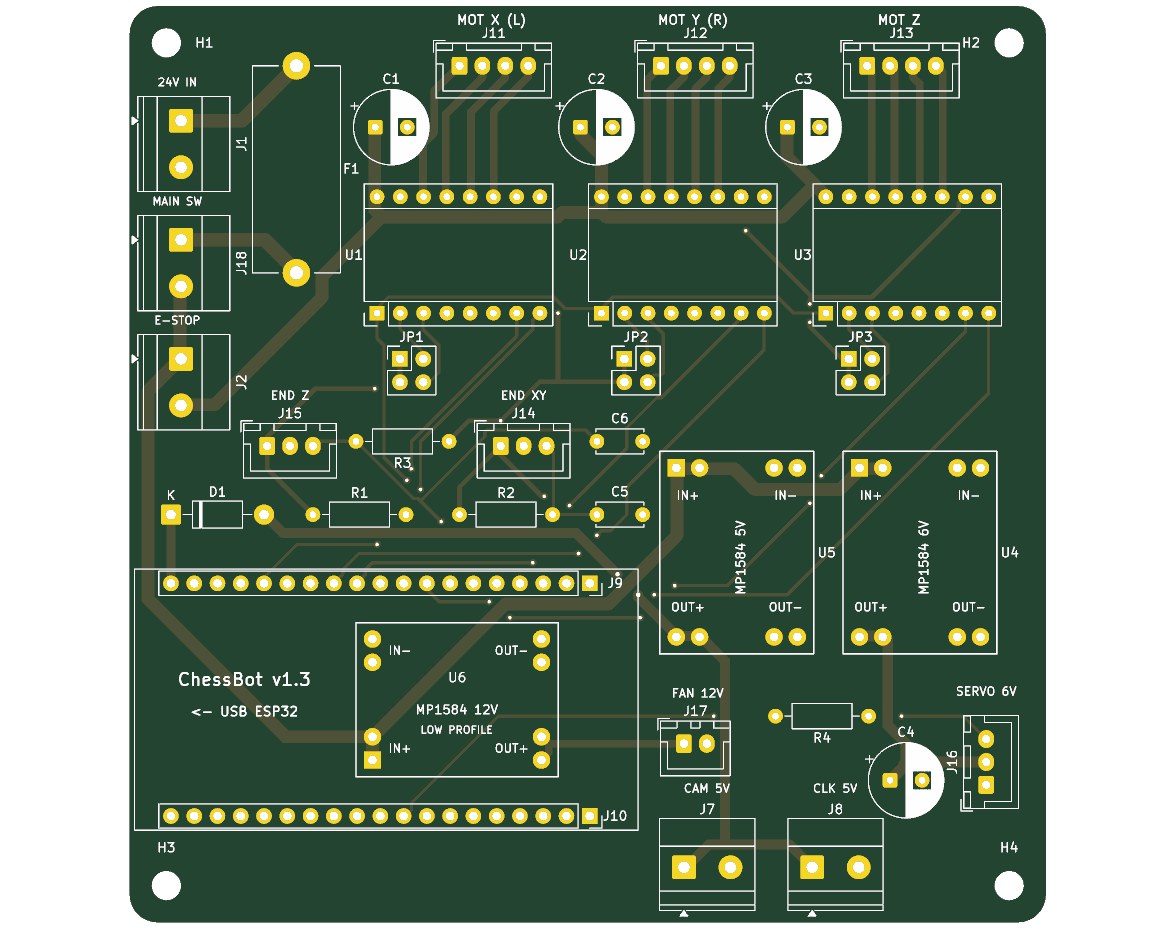 MOT X (L)
J11
MOT Y (R)
J12
MOT Z
J13
H1
H2
24V IN
J1
F1
C1
+
C2
+
C3
+
MAIN SW
J18
U1
U2
U3
E-STOP
J2
JP1
JP2
JP3
END Z
J15
END XY
J14
C6
R3
K
D1
R1
R2
C5
IN+
IN-
MP1584 5V
U5
OUT+
OUT-
IN+
IN-
MP1584 6V
U4
OUT+
OUT-
J9
ChessBot v1.3
<- USB ESP32
IN-
OUT-
U6
MP1584 12V
LOW PROFILE
IN+
OUT+
J10
FAN 12V
J17
R4
SERVO 6V
C4
+
J16
CAM 5V
J7
CLK 5V
J8
H3
H4